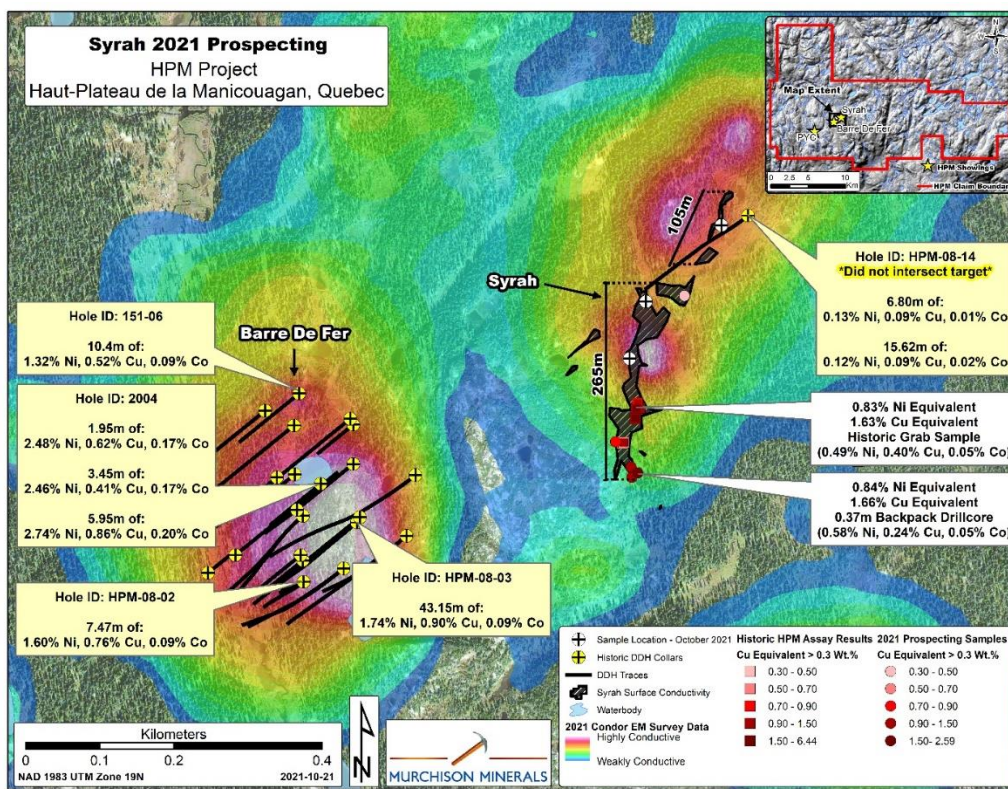 Syrah 2021 Prospecting
HPM Project
Haut-Plateau de la Manicouagan, Quebec
Map Extent
Syrah
Barre De Fer
PYC
HPM Showings
0 2.5 5 10
Km
HPM Claim Boundary
N
S
105m
Syrah
265m
Hole ID: HPM-08-14
*Did not intersect target*
6.80m of:
0.13% Ni, 0.09% Cu, 0.01% Co
15.62m of:
0.12% Ni, 0.09% Cu, 0.02% Co
Hole ID: 151-06
10.4m of:
1.32% Ni, 0.52% Cu, 0.09% Co
Barre De Fer
Hole ID: 2004
1.95m of:
2.48% Ni, 0.62% Cu, 0.17% Co
3.45m of:
2.46% Ni, 0.41% Cu, 0.17% Co
5.95m of:
2.74% Ni, 0.86% Cu, 0.20% Co
0.83% Ni Equivalent
1.63% Cu Equivalent
Historic Grab Sample
(0.49% Ni, 0.40% Cu, 0.05% Co)
0.84% Ni Equivalent
1.66% Cu Equivalent
0.37m Backpack Drillcore
(0.58% Ni, 0.24% Cu, 0.05% Co)
Hole ID: HPM-08-02
7.47m of:
1.60% Ni, 0.76% Cu, 0.09% Co
Hole ID: HPM-08-03
43.15m of:
1.74% Ni, 0.90% Cu, 0.09% Co
Sample Location - October 2021
Historic DDH Collars
DDH Traces
Syrah Surface Conductivity
Waterbody
2021 Condor EM Survey Data
Highly Conductive
Weakly Conductive
Historic HPM Assay Results
Cu Equivalent > 0.3 Wt.%
0.30 - 0.50
0.50 - 0.70
0.70 - 0.90
0.90 - 1.50
1.50 - 6.44
2021 Prospecting Samples
Cu Equivalent > 0.3 Wt.%
0.30 - 0.50
0.50 - 0.70
0.70 - 0.90
0.90 - 1.50
1.50- 2.59
Kilometers
0 0.1 0.2 0.4
NAD 1983 UTM Zone 19N 2021-10-21
N
MURCHISON MINERALS